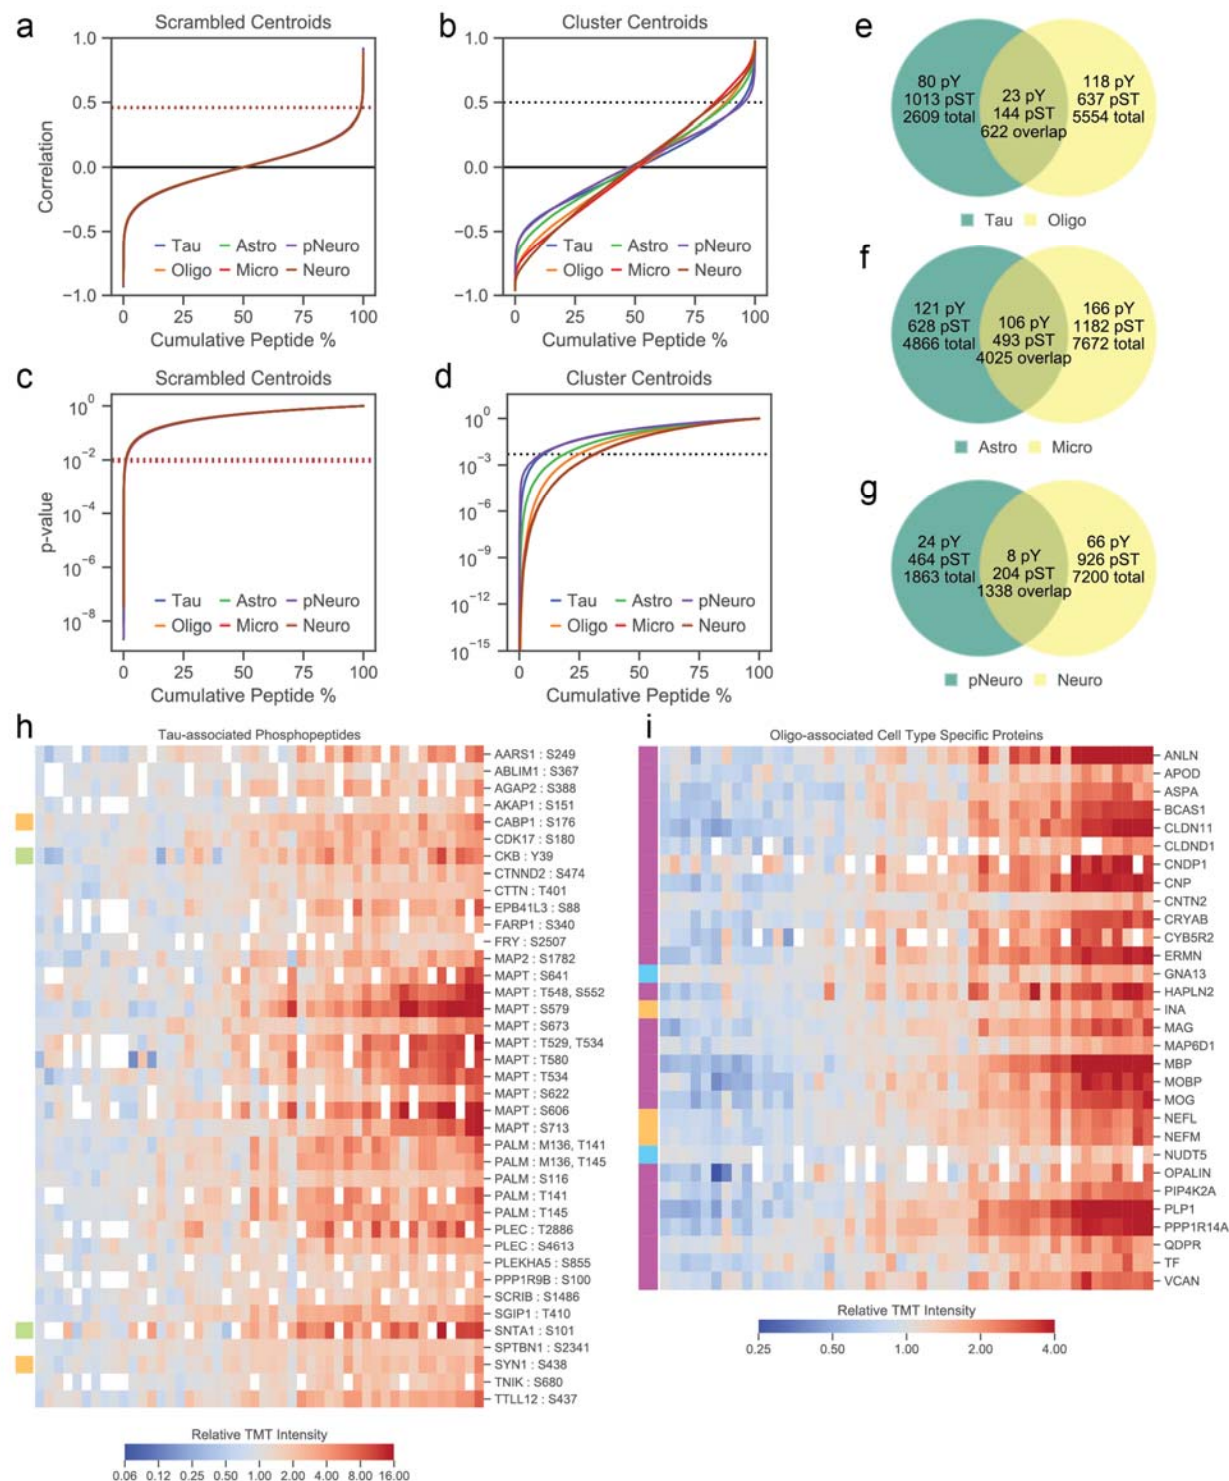 a
Scrambled Centroids
1.0
0.5
0.0
−0.5
−1.0
Correlation
Tau Astro pNeuro
Oligo Micro Neuro
0 25 50 75 100
Cumulative Peptide %
b
Cluster Centroids
1.0
0.5
0.0
−0.5
−1.0
Tau Astro pNeuro
Oligo Micro Neuro
0 25 50 75 100
Cumulative Peptide %
c
Scrambled Centroids
10^0
10^−2
10^−4
10^−6
10^−8
p-value
Tau Astro pNeuro
Oligo Micro Neuro
0 25 50 75 100
Cumulative Peptide %
d
Cluster Centroids
10^0
10^−3
10^−6
10^−9
10^−12
10^−15
Tau Astro pNeuro
Oligo Micro Neuro
0 25 50 75 100
Cumulative Peptide %
e
80 pY
1013 pST
2609 total
23 pY
144 pST
622 overlap
118 pY
637 pST
5554 total
Tau Oligo
f
121 pY
628 pST
4866 total
106 pY
493 pST
4025 overlap
166 pY
1182 pST
7672 total
Astro Micro
g
24 pY
464 pST
1863 total
8 pY
204 pST
1338 overlap
66 pY
926 pST
7200 total
pNeuro Neuro
h
Tau-associated Phosphopeptides
AARS1 : S249
ABLIM1 : S367
AGAP2 : S388
AKAP1 : S151
CABP1 : S176
CDK17 : S180
CKB : Y39
CTNND2 : S474
CTTN : T401
EPB41L3 : S88
FARP1 : S340
FRY : S2507
MAP2 : S1782
MAPT : S641
MAPT : T548, S552
MAPT : S579
MAPT : S673
MAPT : T529, T534
MAPT : T580
MAPT : T534
MAPT : S622
MAPT : S606
MAPT : S713
PALM : M136, T141
PALM : M136, T145
PALM : S116
PALM : T141
PALM : T145
PLEC : T2886
PLEC : S4613
PLEKHA5 : S855
PPP1R9B : S100
SCRIB : S1486
SGIP1 : T410
SNTA1 : S101
SPTBN1 : S2341
SYN1 : S438
TNIK : S680
TTLL12 : S437
Relative TMT Intensity
0.06 0.12 0.25 0.50 1.00 2.00 4.00 8.00 16.00
i
Oligo-associated Cell Type Specific Proteins
ANLN
APOD
ASPA
BCAS1
CLDN11
CLDND1
CNDP1
CNP
CNTN2
CRYAB
CYB5R2
ERMN
GNA13
HAPLN2
INA
MAG
MAP6D1
MBP
MOBP
MOG
NEFL
NEFM
NUDT5
OPALIN
PIP4K2A
PLP1
PPP1R14A
QDPR
TF
VCAN
Relative TMT Intensity
0.25 0.50 1.00 2.00 4.00